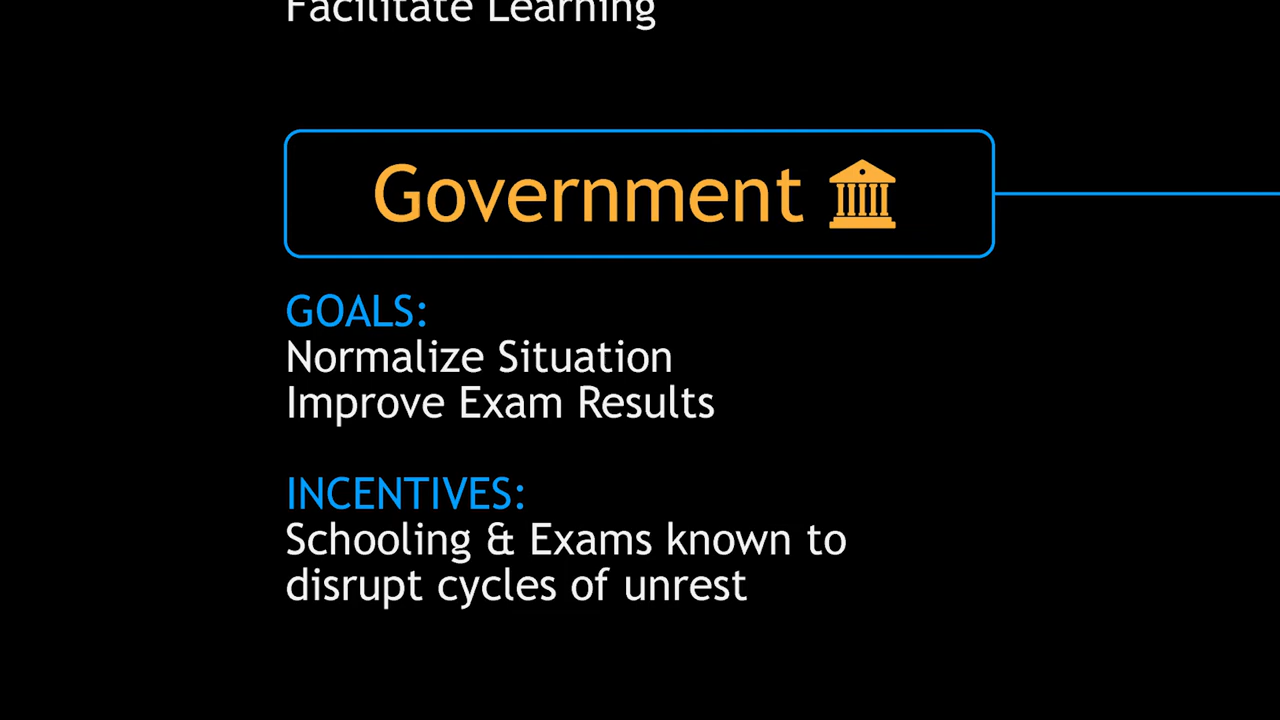 Facilitate Learning
Government
GOALS:
Normalize Situation
Improve Exam Results
INCENTIVES:
Schooling & Exams known to
disrupt cycles of unrest